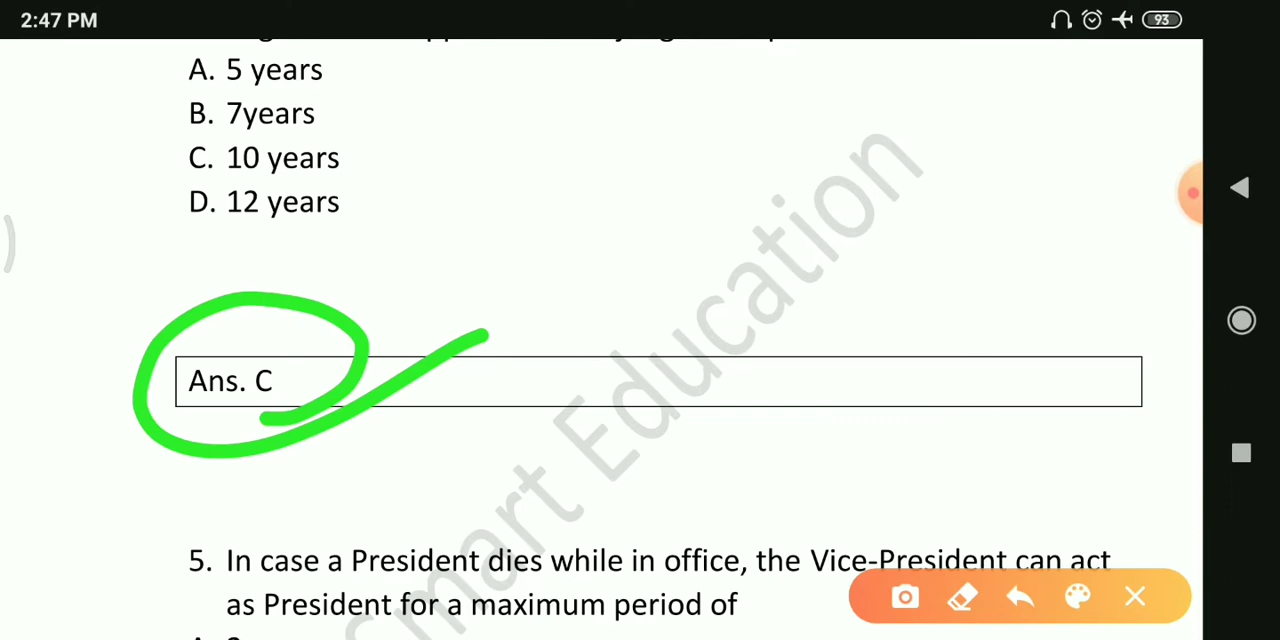 2:47 PM
93
A. 5 years
B. 7years
C. 10 years
D. 12 years
Ans. C
Smart Education
5. In case a President dies while in office, the Vice-President can act
as President for a maximum period of